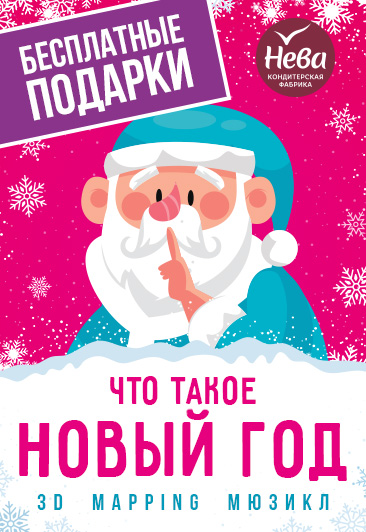 БЕСПЛАТНЫЕ
ПОДАРКИ
Нева
КОНДИТЕРСКАЯ
ФАБРИКА
ЧТО ТАКОЕ
НОВЫЙ ГОД
3D MAPPING МЮЗИКЛ